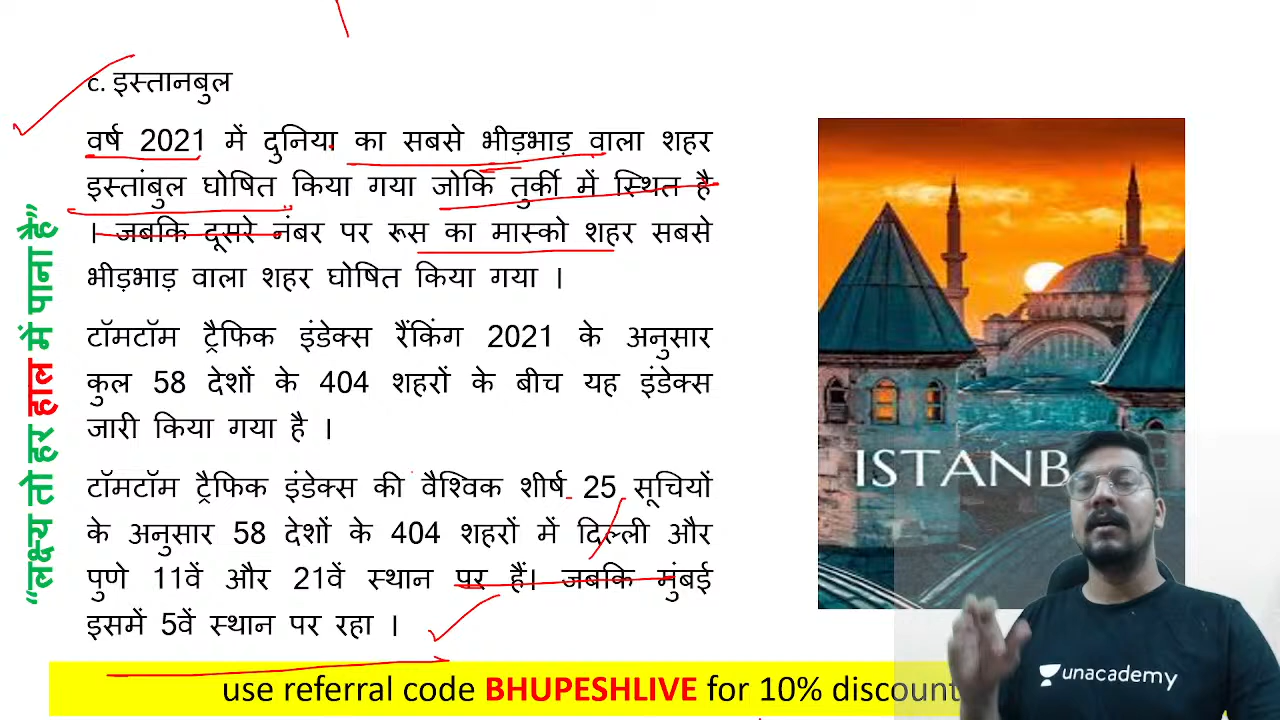 c. इस्तानबुल
वर्ष 2021 में दुनिया का सबसे भीड़भाड़ वाला शहर
इस्तांबुल घोषित किया गया जोकि तुर्की में स्थित है
। जबकि दूसरे नंबर पर रूस का मास्को शहर सबसे
भीड़भाड़ वाला शहर घोषित किया गया ।
टॉमटॉम ट्रैफिक इंडेक्स रैंकिंग 2021 के अनुसार
कुल 58 देशों के 404 शहरों के बीच यह इंडेक्स
जारी किया गया है ।
टॉमटॉम ट्रैफिक इंडेक्स की वैश्विक शीर्ष 25 सूचियों
के अनुसार 58 देशों के 404 शहरों में दिल्ली और
पुणे 11वें और 21वें स्थान पर हैं। जबकि मुंबई
इसमें 5वें स्थान पर रहा ।
"लक्ष्य तो हर हाल में पाना है"
ISTANB
unacademy
use referral code BHUPESHLIVE for 10% discount